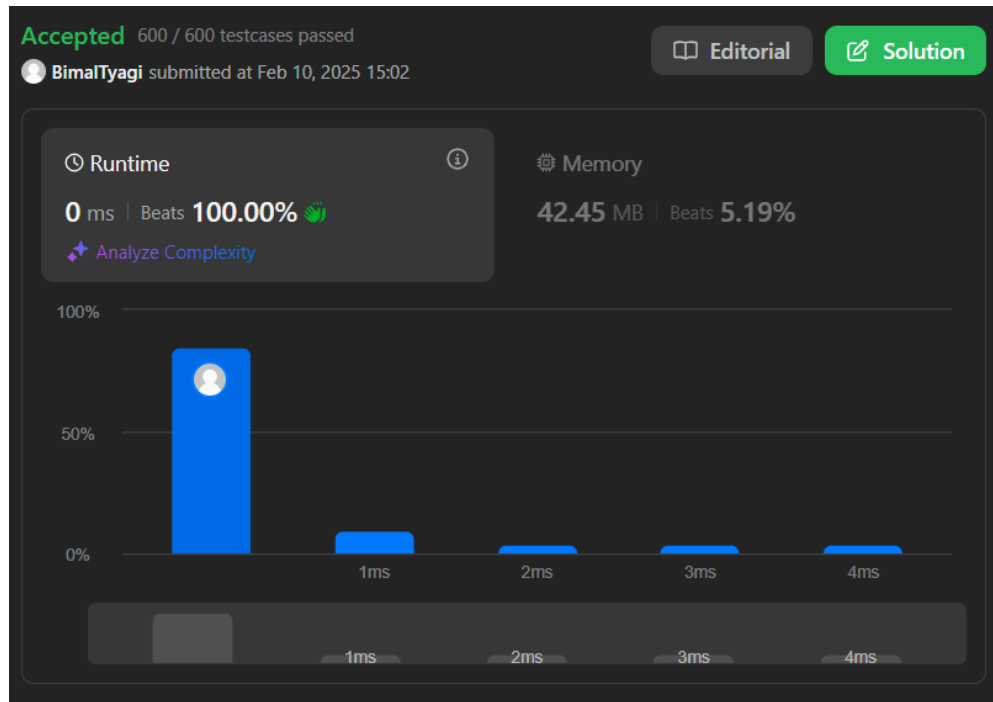 Accepted 600 / 600 testcases passed
Editorial
Solution
BimalTyagi submitted at Feb 10, 2025 15:02
Runtime
0 ms | Beats 100.00%
Analyze Complexity
Memory
42.45 MB | Beats 5.19%
100%
50%
0%
1ms 2ms 3ms 4ms
1ms 2ms 3ms 4ms